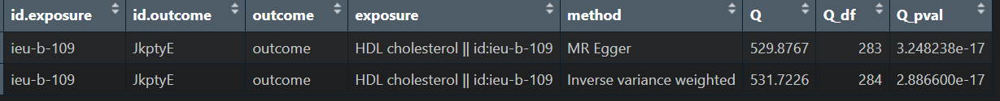 id.exposure id.outcome outcome exposure method Q Q_df Q_pval
ieu-b-109 JkptyE outcome HDL cholesterol || id:ieu-b-109 MR Egger 529.8767 283 3.248238e-17
ieu-b-109 JkptyE outcome HDL cholesterol || id:ieu-b-109 Inverse variance weighted 531.7226 284 2.886600e-17